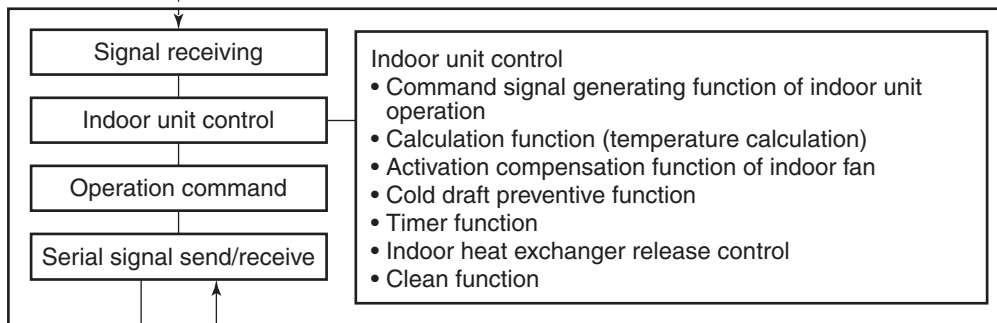 Signal receiving
Indoor unit control
Operation command
Serial signal send/receive
Indoor unit control
• Command signal generating function of indoor unit
operation
• Calculation function (temperature calculation)
• Activation compensation function of indoor fan
• Cold draft preventive function
• Timer function
• Indoor heat exchanger release control
• Clean function